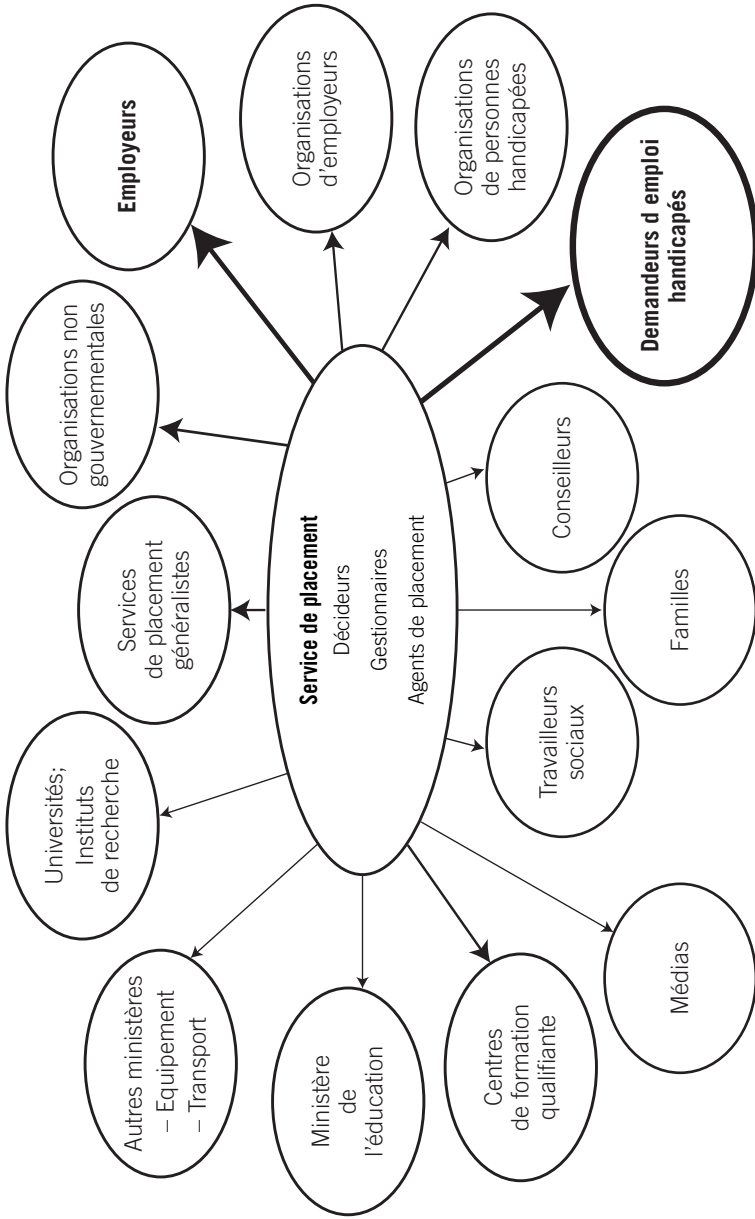 Autres ministères
– Equipement
– Transport
Universités;
Instituts
de recherche
Services
de placement
généralistes
Organisations non
gouvernementales
Employeurs
Organisations
d'employeurs
Organisations
de personnes
handicapées
Demandeurs d emploi
handicapés
Service de placement
Décideurs
Gestionnaires
Agents de placement
Ministère
de
l'éducation
Centres
de formation
qualifiante
Médias
Travailleurs
sociaux
Familles
Conseilleurs